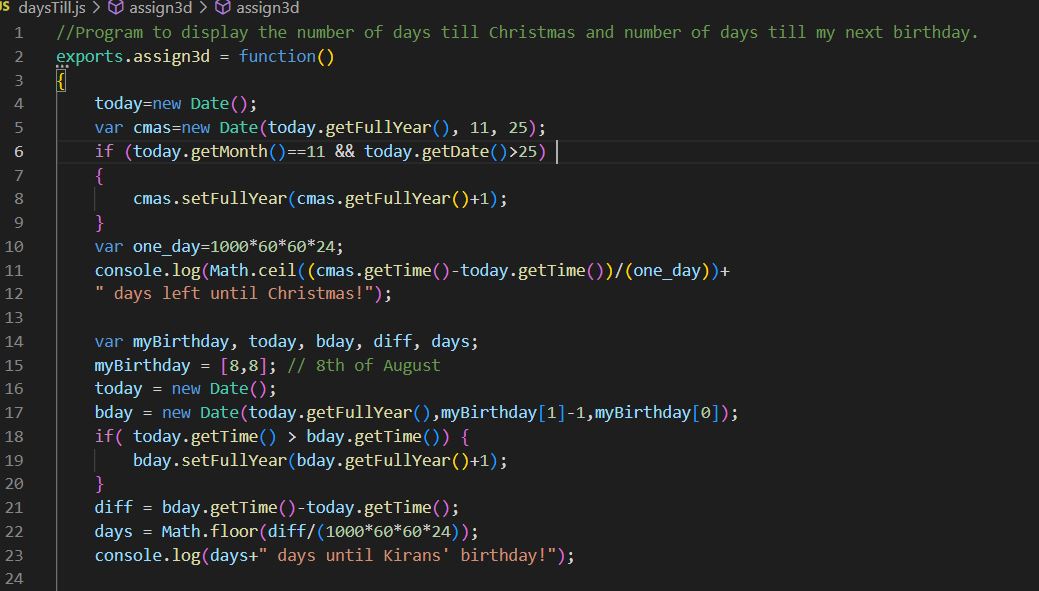 JS daysTill.js > assign3d > assign3d
1 //Program to display the number of days till Christmas and number of days till my next birthday.
2 exports.assign3d = function()
3 {
4     today=new Date();
5     var cmas=new Date(today.getFullYear(), 11, 25);
6     if (today.getMonth()==11 && today.getDate()>25)
7     {
8         cmas.setFullYear(cmas.getFullYear()+1);
9     }
10     var one_day=1000*60*60*24;
11     console.log(Math.ceil((cmas.getTime()-today.getTime())/(one_day))+
12     " days left until Christmas!");
13
14     var myBirthday, today, bday, diff, days;
15     myBirthday = [8,8]; // 8th of August
16     today = new Date();
17     bday = new Date(today.getFullYear(),myBirthday[1]-1,myBirthday[0]);
18     if( today.getTime() > bday.getTime()) {
19         bday.setFullYear(bday.getFullYear()+1);
20     }
21     diff = bday.getTime()-today.getTime();
22     days = Math.floor(diff/(1000*60*60*24));
23     console.log(days+" days until Kirans' birthday!");
24